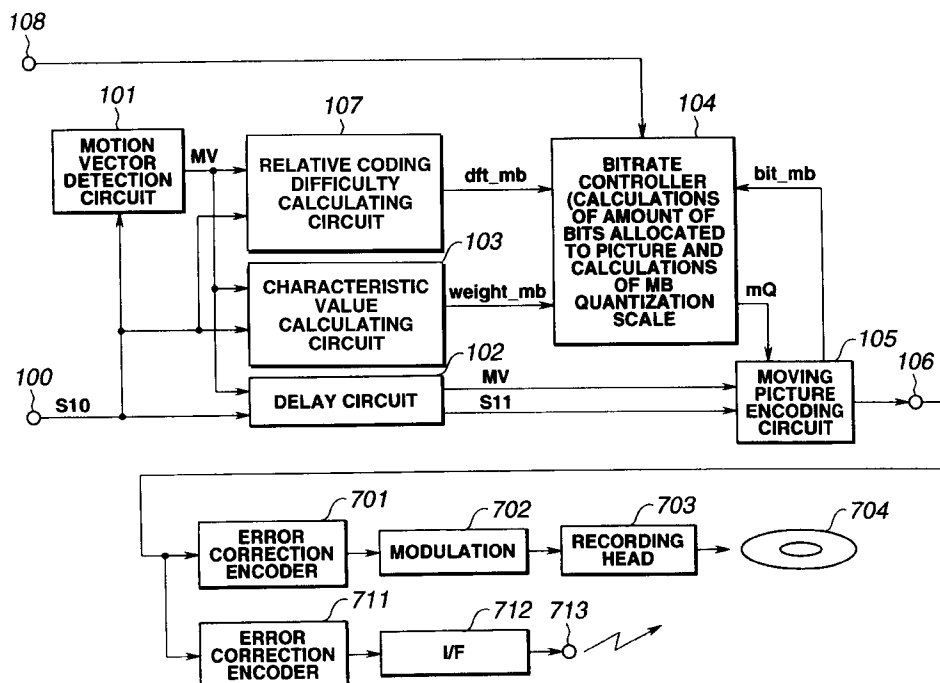 108
101
107
104
MOTION
VECTOR
DETECTION
CIRCUIT
MV
RELATIVE CODING
DIFFICULTY
CALCULATING
CIRCUIT
dft_mb
BITRATE
CONTROLLER
(CALCULATIONS
OF AMOUNT OF
BITS ALLOCATED
TO PICTURE AND
CALCULATIONS
OF MB
QUANTIZATION
SCALE
bit_mb
103
CHARACTERISTIC
VALUE
CALCULATING
CIRCUIT
weight_mb
mQ
102
105
106
100
S10
DELAY CIRCUIT
MV
S11
MOVING
PICTURE
ENCODING
CIRCUIT
701
702
703
704
ERROR
CORRECTION
ENCODER
MODULATION
RECORDING
HEAD
711
712
713
ERROR
CORRECTION
ENCODER
I/F